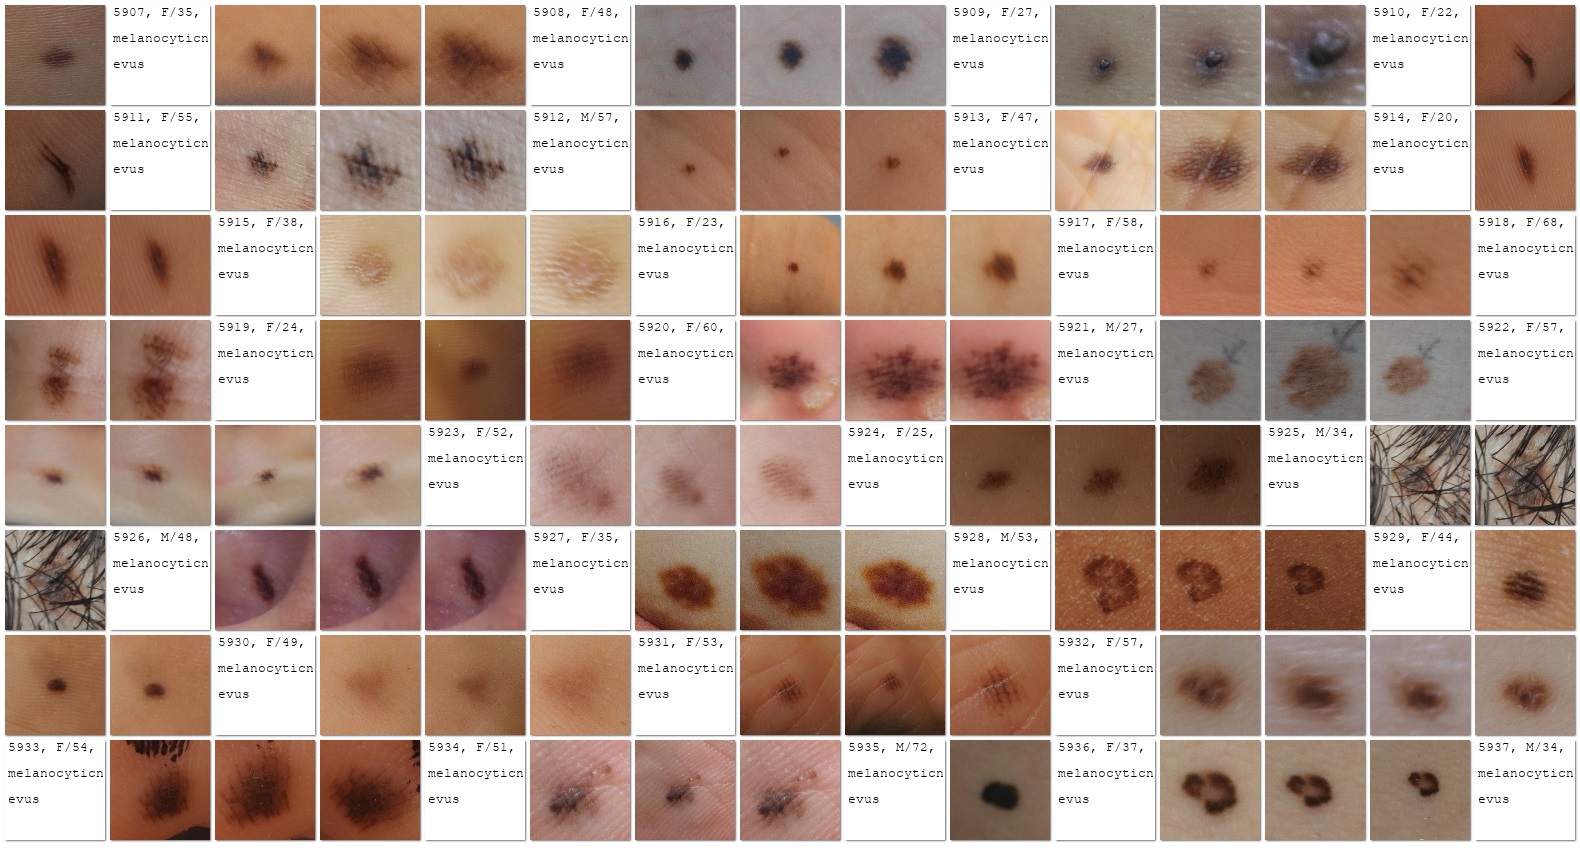 5907, F/35,
melanocyticn
evus
5908, F/48,
melanocyticn
evus
5909, F/27,
melanocyticn
evus
5910, F/22,
melanocyticn
evus
5911, F/55,
melanocyticn
evus
5912, M/57,
melanocyticn
evus
5913, F/47,
melanocyticn
evus
5914, F/20,
melanocyticn
evus
5915, F/38,
melanocyticn
evus
5916, F/23,
melanocyticn
evus
5917, F/58,
melanocyticn
evus
5918, F/68,
melanocyticn
evus
5919, F/24,
melanocyticn
evus
5920, F/60,
melanocyticn
evus
5921, M/27,
melanocyticn
evus
5922, F/57,
melanocyticn
evus
5923, F/52,
melanocyticn
evus
5924, F/25,
melanocyticn
evus
5925, M/34,
melanocyticn
evus
5926, M/48,
melanocyticn
evus
5927, F/35,
melanocyticn
evus
5928, M/53,
melanocyticn
evus
5929, F/44,
melanocyticn
evus
5930, F/49,
melanocyticn
evus
5931, F/53,
melanocyticn
evus
5932, F/57,
melanocyticn
evus
5933, F/54,
melanocyticn
evus
5934, F/51,
melanocyticn
evus
5935, M/72,
melanocyticn
evus
5936, F/37,
melanocyticn
evus
5937, M/34,
melanocyticn
evus